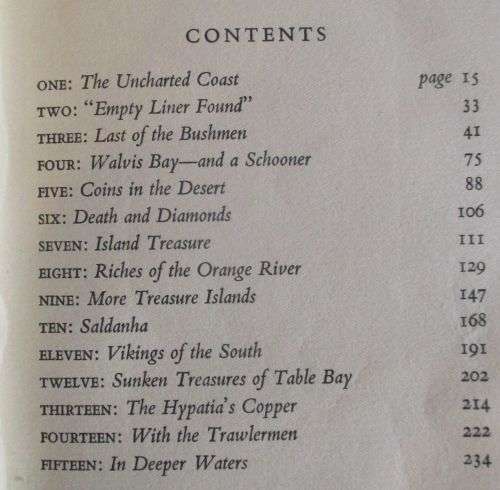 CONTENTS
ONE: The Uncharted Coast page 15
TWO: "Empty Liner Found" 33
THREE: Last of the Bushmen 41
FOUR: Walvis Bay—and a Schooner 75
FIVE: Coins in the Desert 88
SIX: Death and Diamonds 106
SEVEN: Island Treasure 111
EIGHT: Riches of the Orange River 129
NINE: More Treasure Islands 147
TEN: Saldanha 168
ELEVEN: Vikings of the South 191
TWELVE: Sunken Treasures of Table Bay 202
THIRTEEN: The Hypatia's Copper 214
FOURTEEN: With the Trawlermen 222
FIFTEEN: In Deeper Waters 234